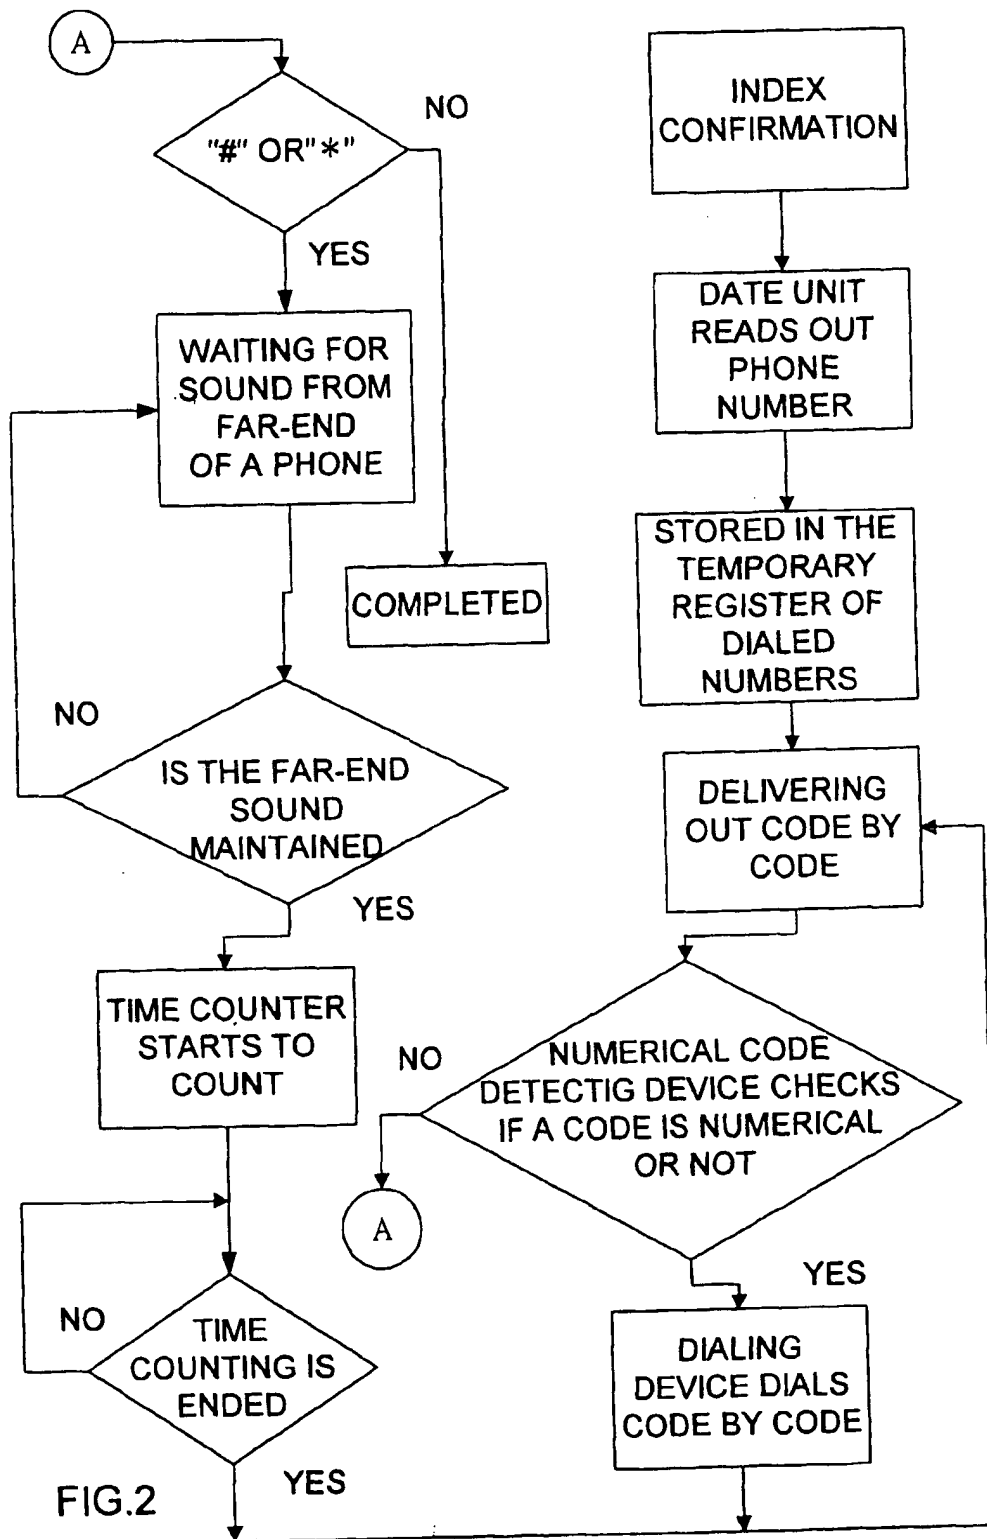 A
"#" OR"*"
NO
YES
WAITING FOR
SOUND FROM
FAR-END
OF A PHONE
COMPLETED
NO
IS THE FAR-END
SOUND
MAINTAINED
YES
TIME COUNTER
STARTS TO
COUNT
NO
TIME
COUNTING IS
ENDED
YES
FIG.2
INDEX
CONFIRMATION
DATE UNIT
READS OUT
PHONE
NUMBER
STORED IN THE
TEMPORARY
REGISTER OF
DIALED
NUMBERS
DELIVERING
OUT CODE BY
CODE
NO
NUMERICAL CODE
DETECTIG DEVICE CHECKS
IF A CODE IS NUMERICAL
OR NOT
A
YES
DIALING
DEVICE DIALS
CODE BY CODE